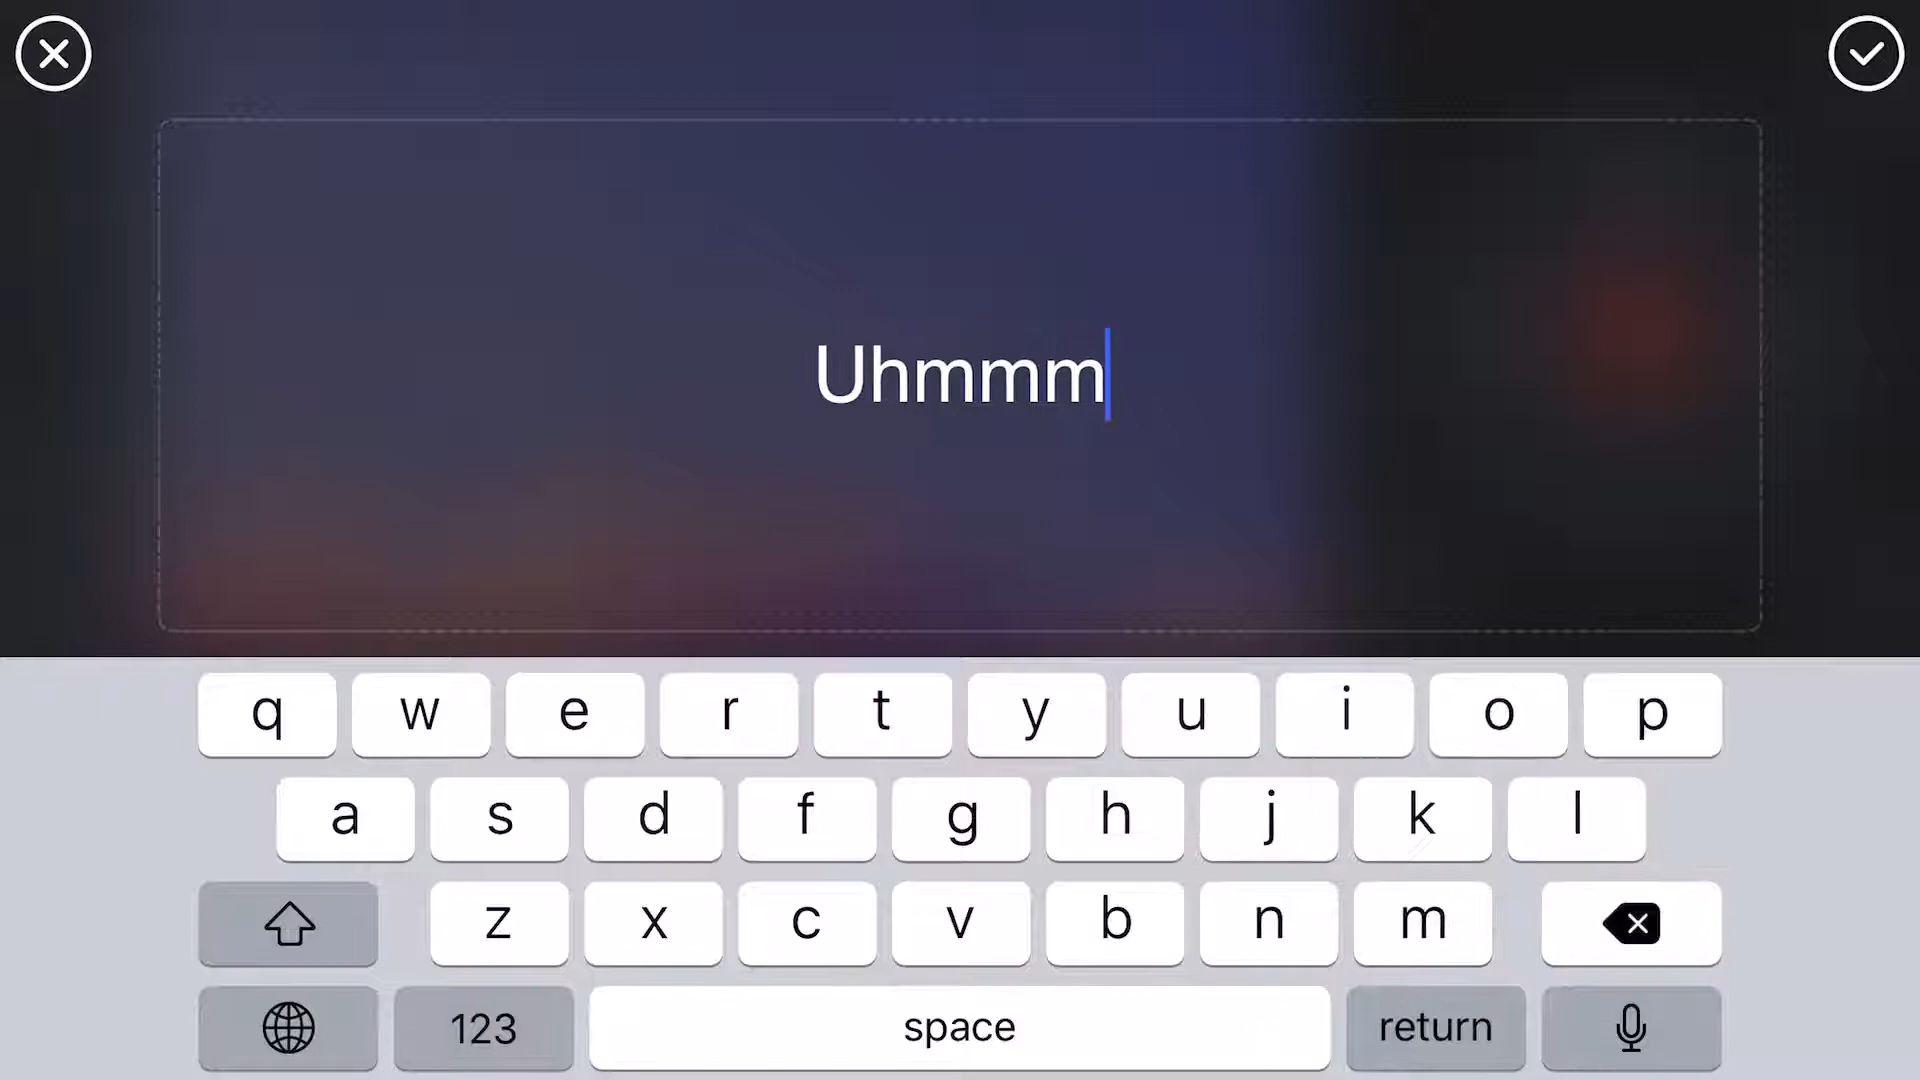 Uhmmm
q w e r t y u i o p
a s d f g h j k l
z x c v b n m
123 space return